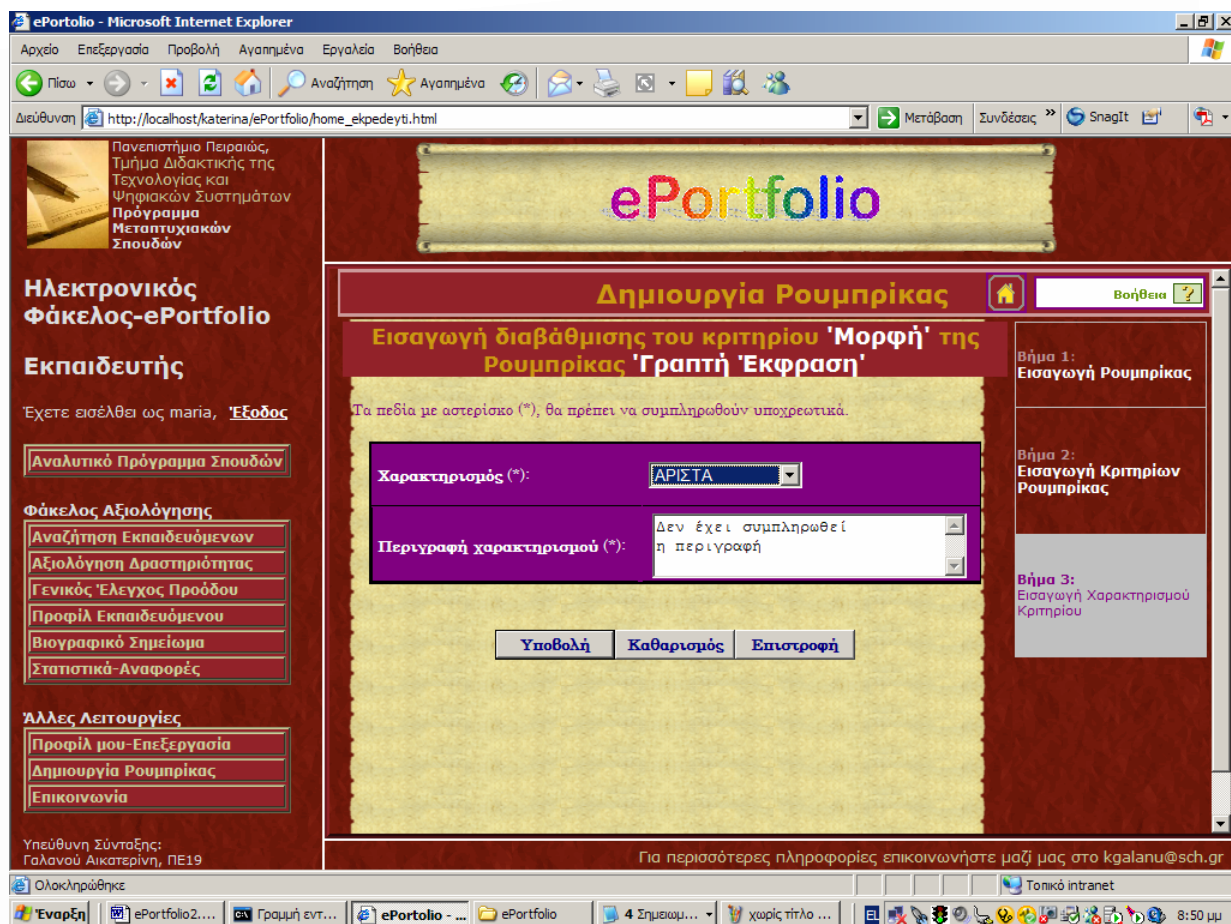 ePortolio - Microsoft Internet Explorer
Αρχείο Επεξεργασία Προβολή Αγαπημένα Εργαλεία Βοήθεια
Πίσω Αναζήτηση Αγαπημένα
Διεύθυνση http://localhost/katerina/ePortfolio/home_ekpedeyti.html Μετάβαση Συνδέσεις » SnagIt
Πανεπιστήμιο Πειραιώς,
Τμήμα Διδακτικής της
Τεχνολογίας και
Ψηφιακών Συστημάτων
Πρόγραμμα
Μεταπτυχιακών
Σπουδών
ePortfolio
Ηλεκτρονικός
Φάκελος-ePortfolio
Εκπαιδευτής
Έχετε εισέλθει ως maria, Έξοδος
Αναλυτικό Πρόγραμμα Σπουδών
Φάκελος Αξιολόγησης
Αναζήτηση Εκπαιδευόμενων
Αξιολόγηση Δραστηριότητας
Γενικός Έλεγχος Προόδου
Προφίλ Εκπαιδευόμενου
Βιογραφικό Σημείωμα
Στατιστικά-Αναφορές
Άλλες Λειτουργίες
Προφίλ μου-Επεξεργασία
Δημιουργία Ρουμπρίκας
Επικοινωνία
Υπεύθυνη Σύνταξης:
Γαλανού Αικατερίνη, ΠΕ19
Δημιουργία Ρουμπρίκας
Βοήθεια ?
Εισαγωγή διαβάθμισης του κριτηρίου 'Μορφή' της
Ρουμπρίκας 'Γραπτή Έκφραση'
Τα πεδία με αστερίσκο (*), θα πρέπει να συμπληρωθούν υποχρεωτικά.
Χαρακτηρισμός (*): ΑΡΙΣΤΑ
Περιγραφή χαρακτηρισμού (*):
Δεν έχει συμπληρωθεί
η περιγραφή
Υποβολή Καθαρισμός Επιστροφή
Βήμα 1:
Εισαγωγή Ρουμπρίκας
Βήμα 2:
Εισαγωγή Κριτηρίων
Ρουμπρίκας
Βήμα 3:
Εισαγωγή Χαρακτηρισμού
Κριτηρίου
Για περισσότερες πληροφορίες επικοινωνήστε μαζί μας στο kgalanu@sch.gr
Ολοκληρώθηκε Τοπικό intranet
Έναρξη ePortfolio2.... Γραμμή εντ... ePortolio - ... ePortfolio 4 Σημειωμ... χωρίς τίτλο ... EL 8:50 μμ